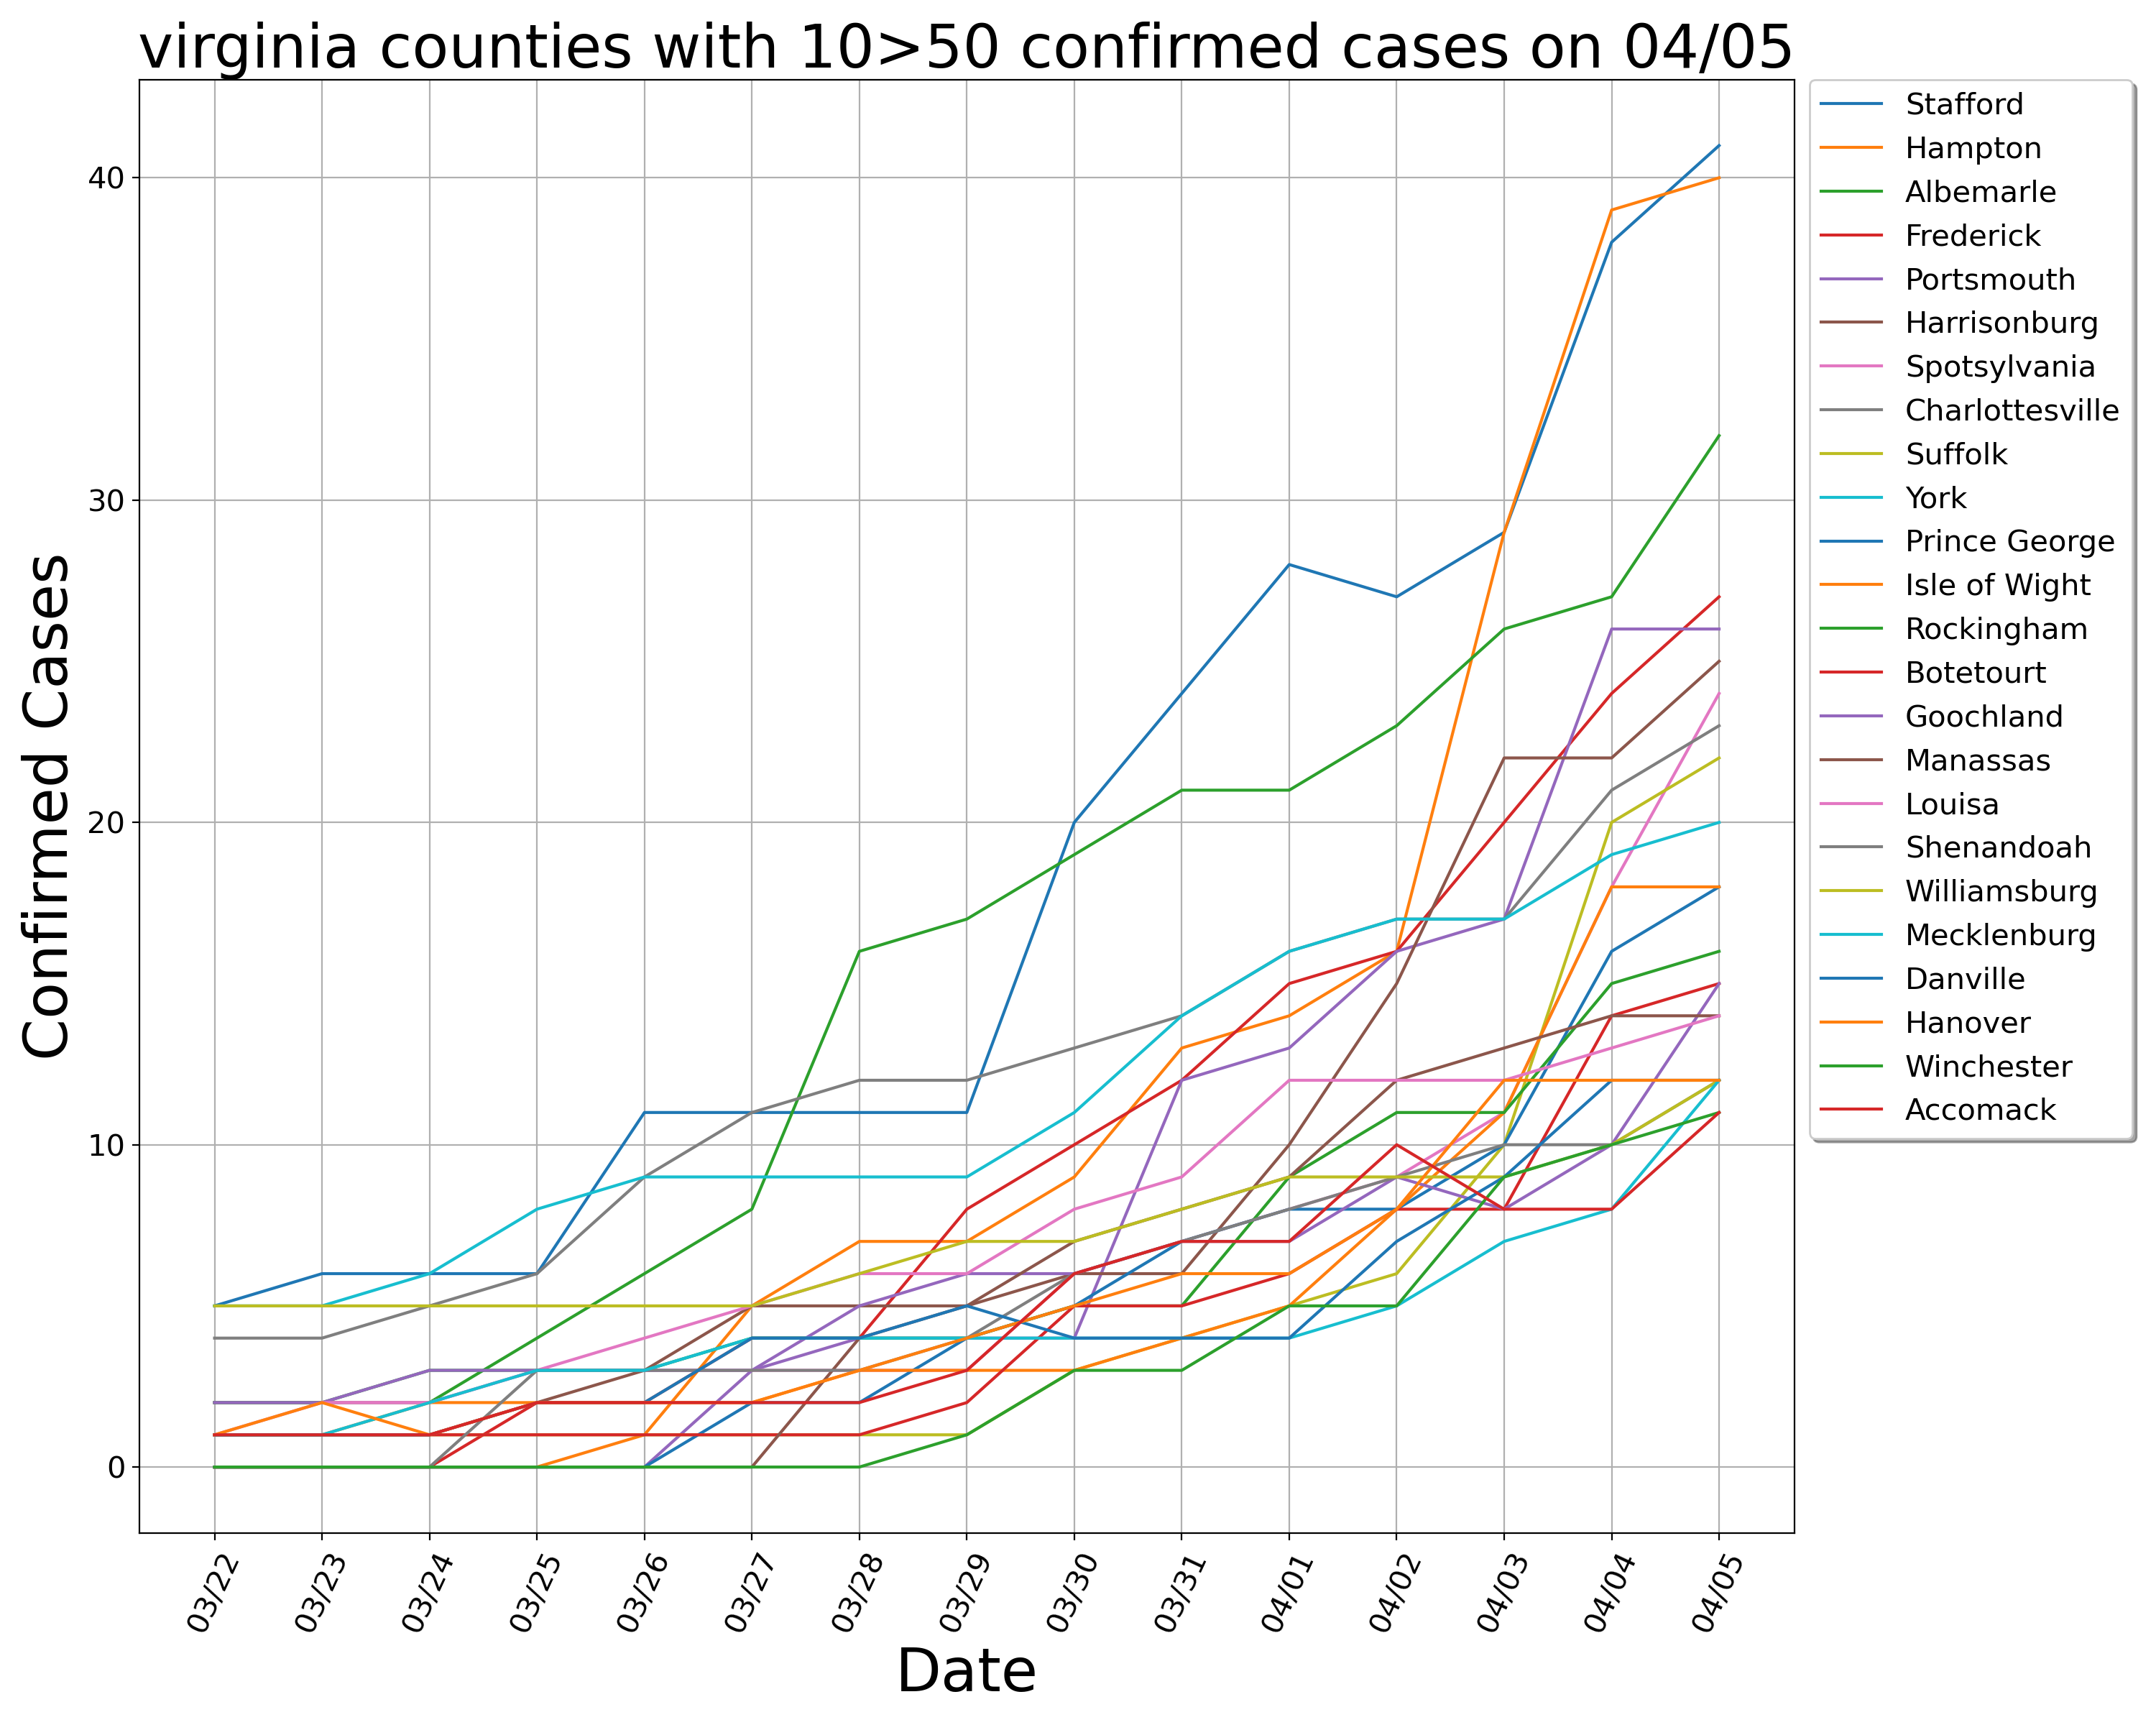 virginia counties with 10>50 confirmed cases on 04/05
Confirmed Cases
40
30
20
10
0
03/22
03/23
03/24
03/25
03/26
03/27
03/28
03/29
03/30
03/31
04/01
04/02
04/03
04/04
04/05
Date
Stafford
Hampton
Albemarle
Frederick
Portsmouth
Harrisonburg
Spotsylvania
Charlottesville
Suffolk
York
Prince George
Isle of Wight
Rockingham
Botetourt
Goochland
Manassas
Louisa
Shenandoah
Williamsburg
Mecklenburg
Danville
Hanover
Winchester
Accomack